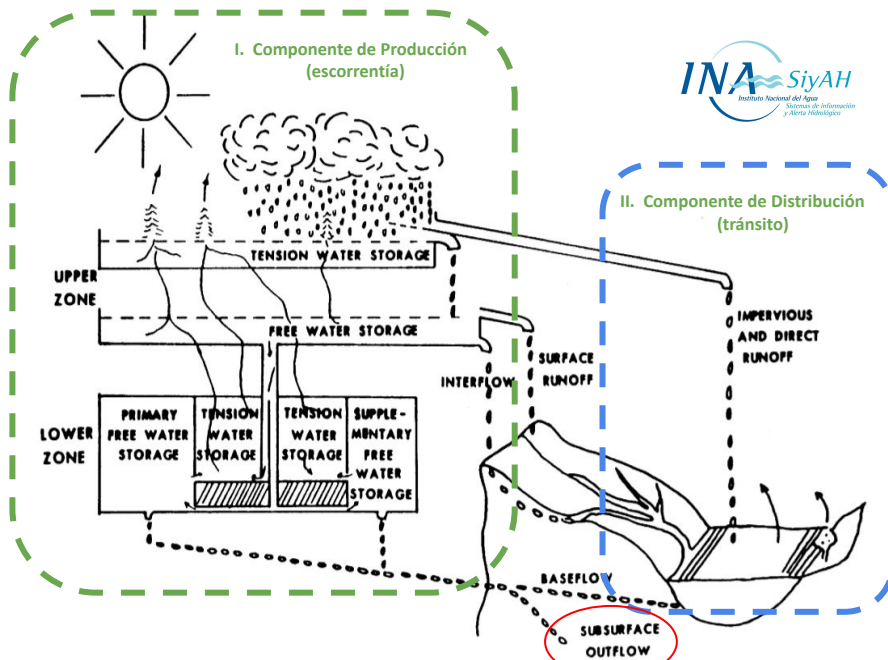 I. Componente de Producción
(escorrentía)
INA SiyAH
Instituto Nacional del Agua
Sistemas de información
y Alerta Hidrológico
II. Componente de Distribución
(tránsito)
TENSION WATER STORAGE
UPPER
ZONE
FREE WATER STORAGE
IMPERVIOUS
AND DIRECT
RUNOFF
SURFACE
RUNOFF
INTERFLOW
LOWER
ZONE
PRIMARY
FREE WATER
STORAGE
TENSION
WATER
STORAGE
TENSION
WATER
STORAGE
SUPPLE-
MENTARY
FREE
WATER
STORAGE
BASEFLOW
SUBSURFACE
OUTFLOW